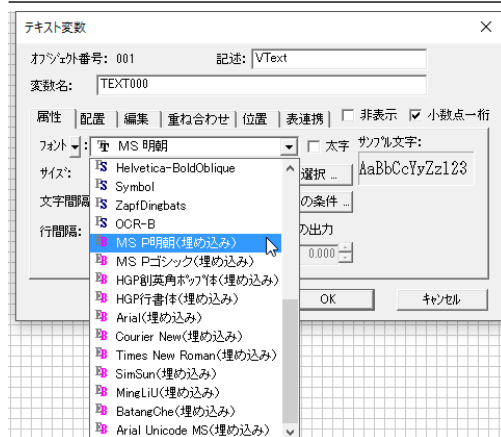 テキスト変数
オブジェクト番号: 001 記述: VText
変数名: TEXT000
属性 配置 編集 重ね合わせ 位置 表連携 非表示 小数点一桁
フォント : MS 明朝 太字 サンプル文字:
サイズ: 選択 ... AaBbCcYyZz123
文字間隔 の条件 ...
行間隔: の出力
0.000
Helvetica-BoldOblique
Symbol
ZapfDingbats
OCR-B
MS P明朝(埋め込み)
MS Pゴシック(埋め込み)
HGP創英角ポップ体(埋め込み)
HGP行書体(埋め込み)
Arial(埋め込み)
Courier New(埋め込み)
Times New Roman(埋め込み)
SimSun(埋め込み)
MingLiU(埋め込み)
BatangChe(埋め込み)
Arial Unicode MS(埋め込み)
OK キャンセル